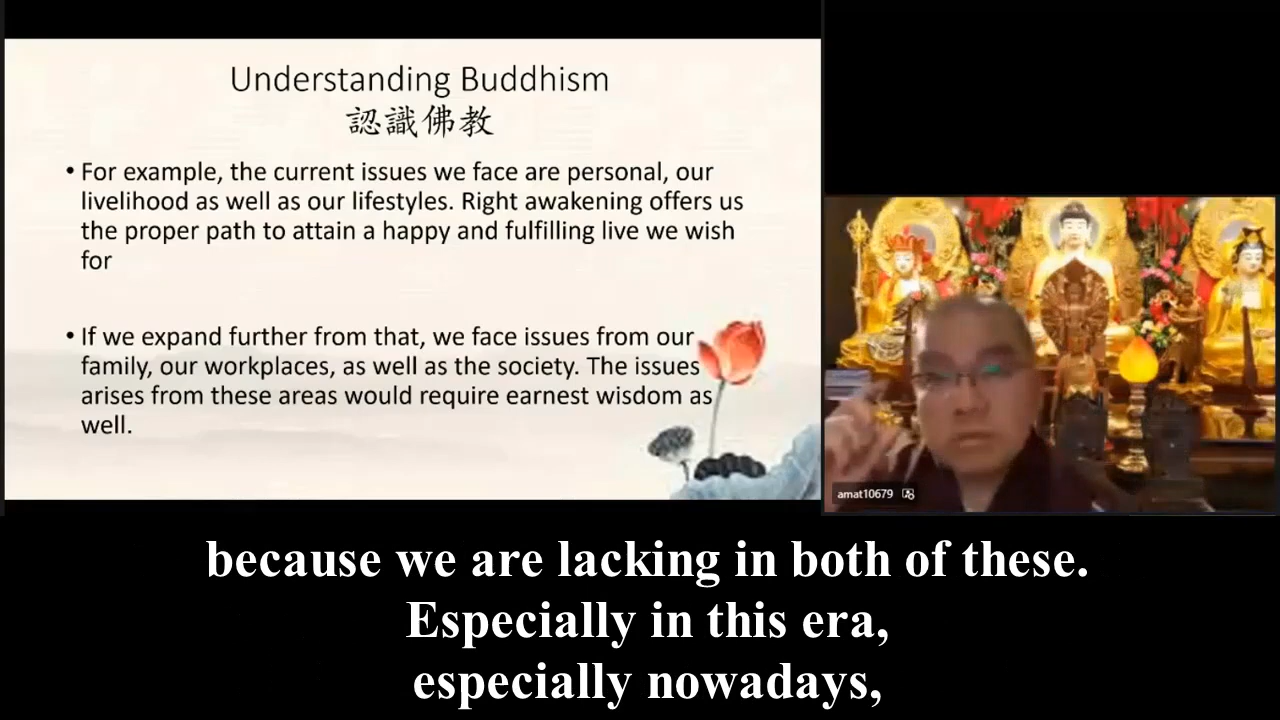 Understanding Buddhism
認識佛教
• For example, the current issues we face are personal, our
livelihood as well as our lifestyles. Right awakening offers us
the proper path to attain a happy and fulfilling live we wish
for
• If we expand further from that, we face issues from our
family, our workplaces, as well as the society. The issues
arises from these areas would require earnest wisdom as
well.
amat10679
because we are lacking in both of these.
Especially in this era,
especially nowadays,